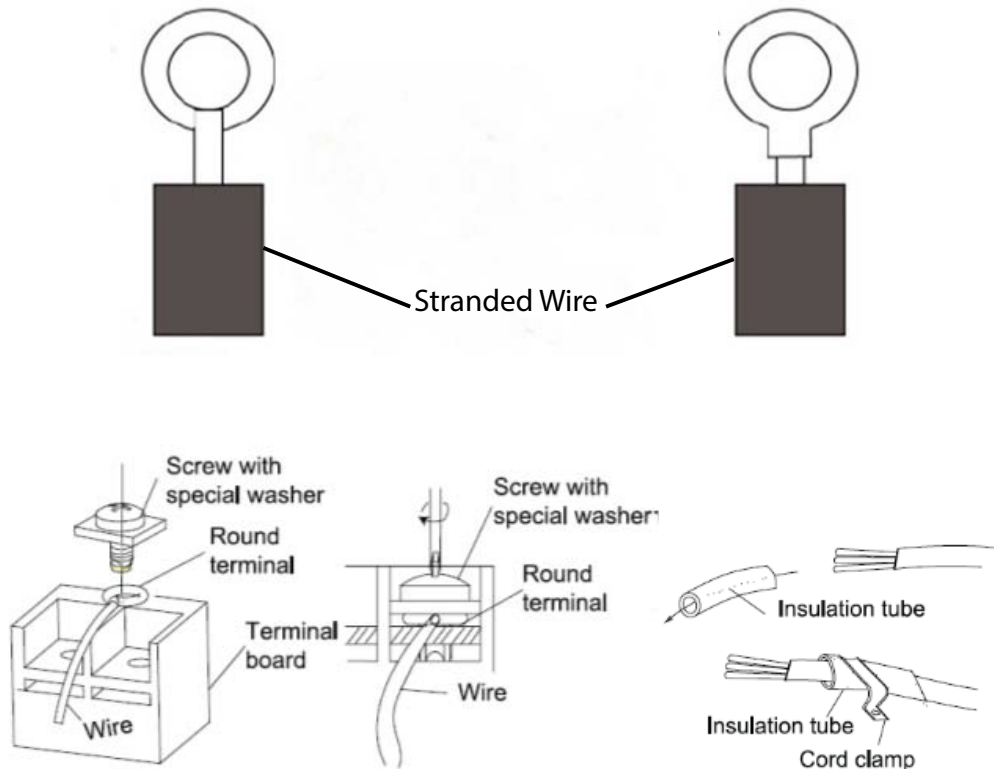 Stranded Wire
Screw with
special washer
Round
terminal
Terminal
board
Wire
Screw with
special washer
Round
terminal
Wire
Insulation tube
Insulation tube
Cord clamp